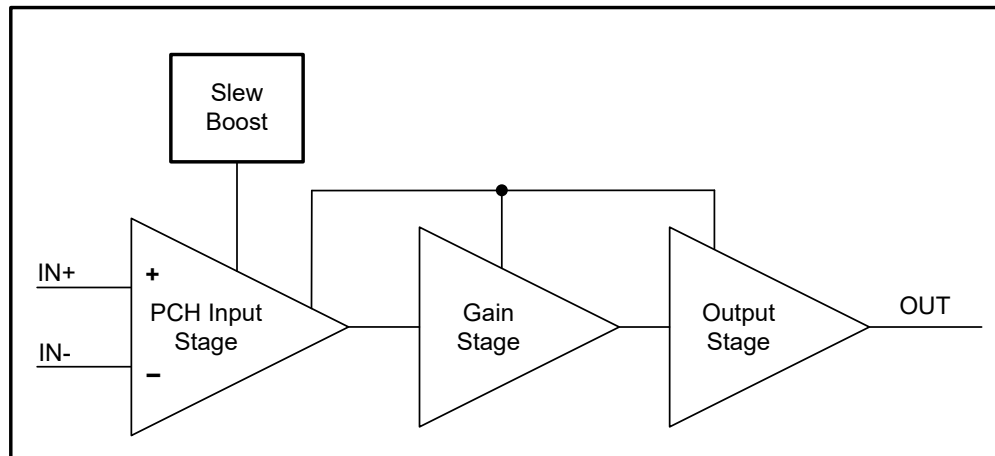 Slew
Boost
IN+
+
PCH Input
Stage
IN-
−
Gain
Stage
Output
Stage
OUT